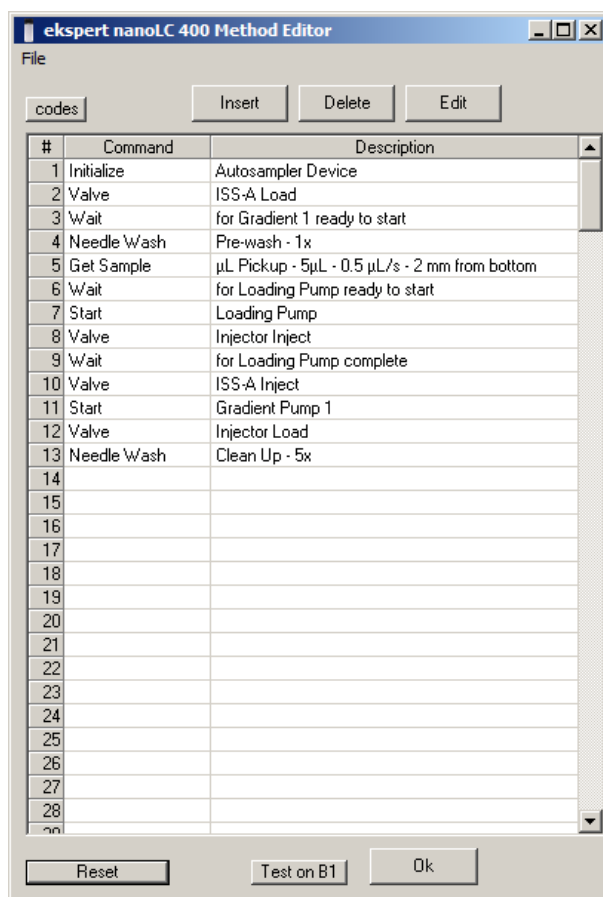 ekspert nanoLC 400 Method Editor
File
codes Insert Delete Edit
# Command Description
1 Initialize Autosampler Device
2 Valve ISS-A Load
3 Wait for Gradient 1 ready to start
4 Needle Wash Pre-wash - 1x
5 Get Sample µL Pickup - 5µL - 0.5 µL/s - 2 mm from bottom
6 Wait for Loading Pump ready to start
7 Start Loading Pump
8 Valve Injector Inject
9 Wait for Loading Pump complete
10 Valve ISS-A Inject
11 Start Gradient Pump 1
12 Valve Injector Load
13 Needle Wash Clean Up - 5x
14
15
16
17
18
19
20
21
22
23
24
25
26
27
28
Reset Test on B1 Ok